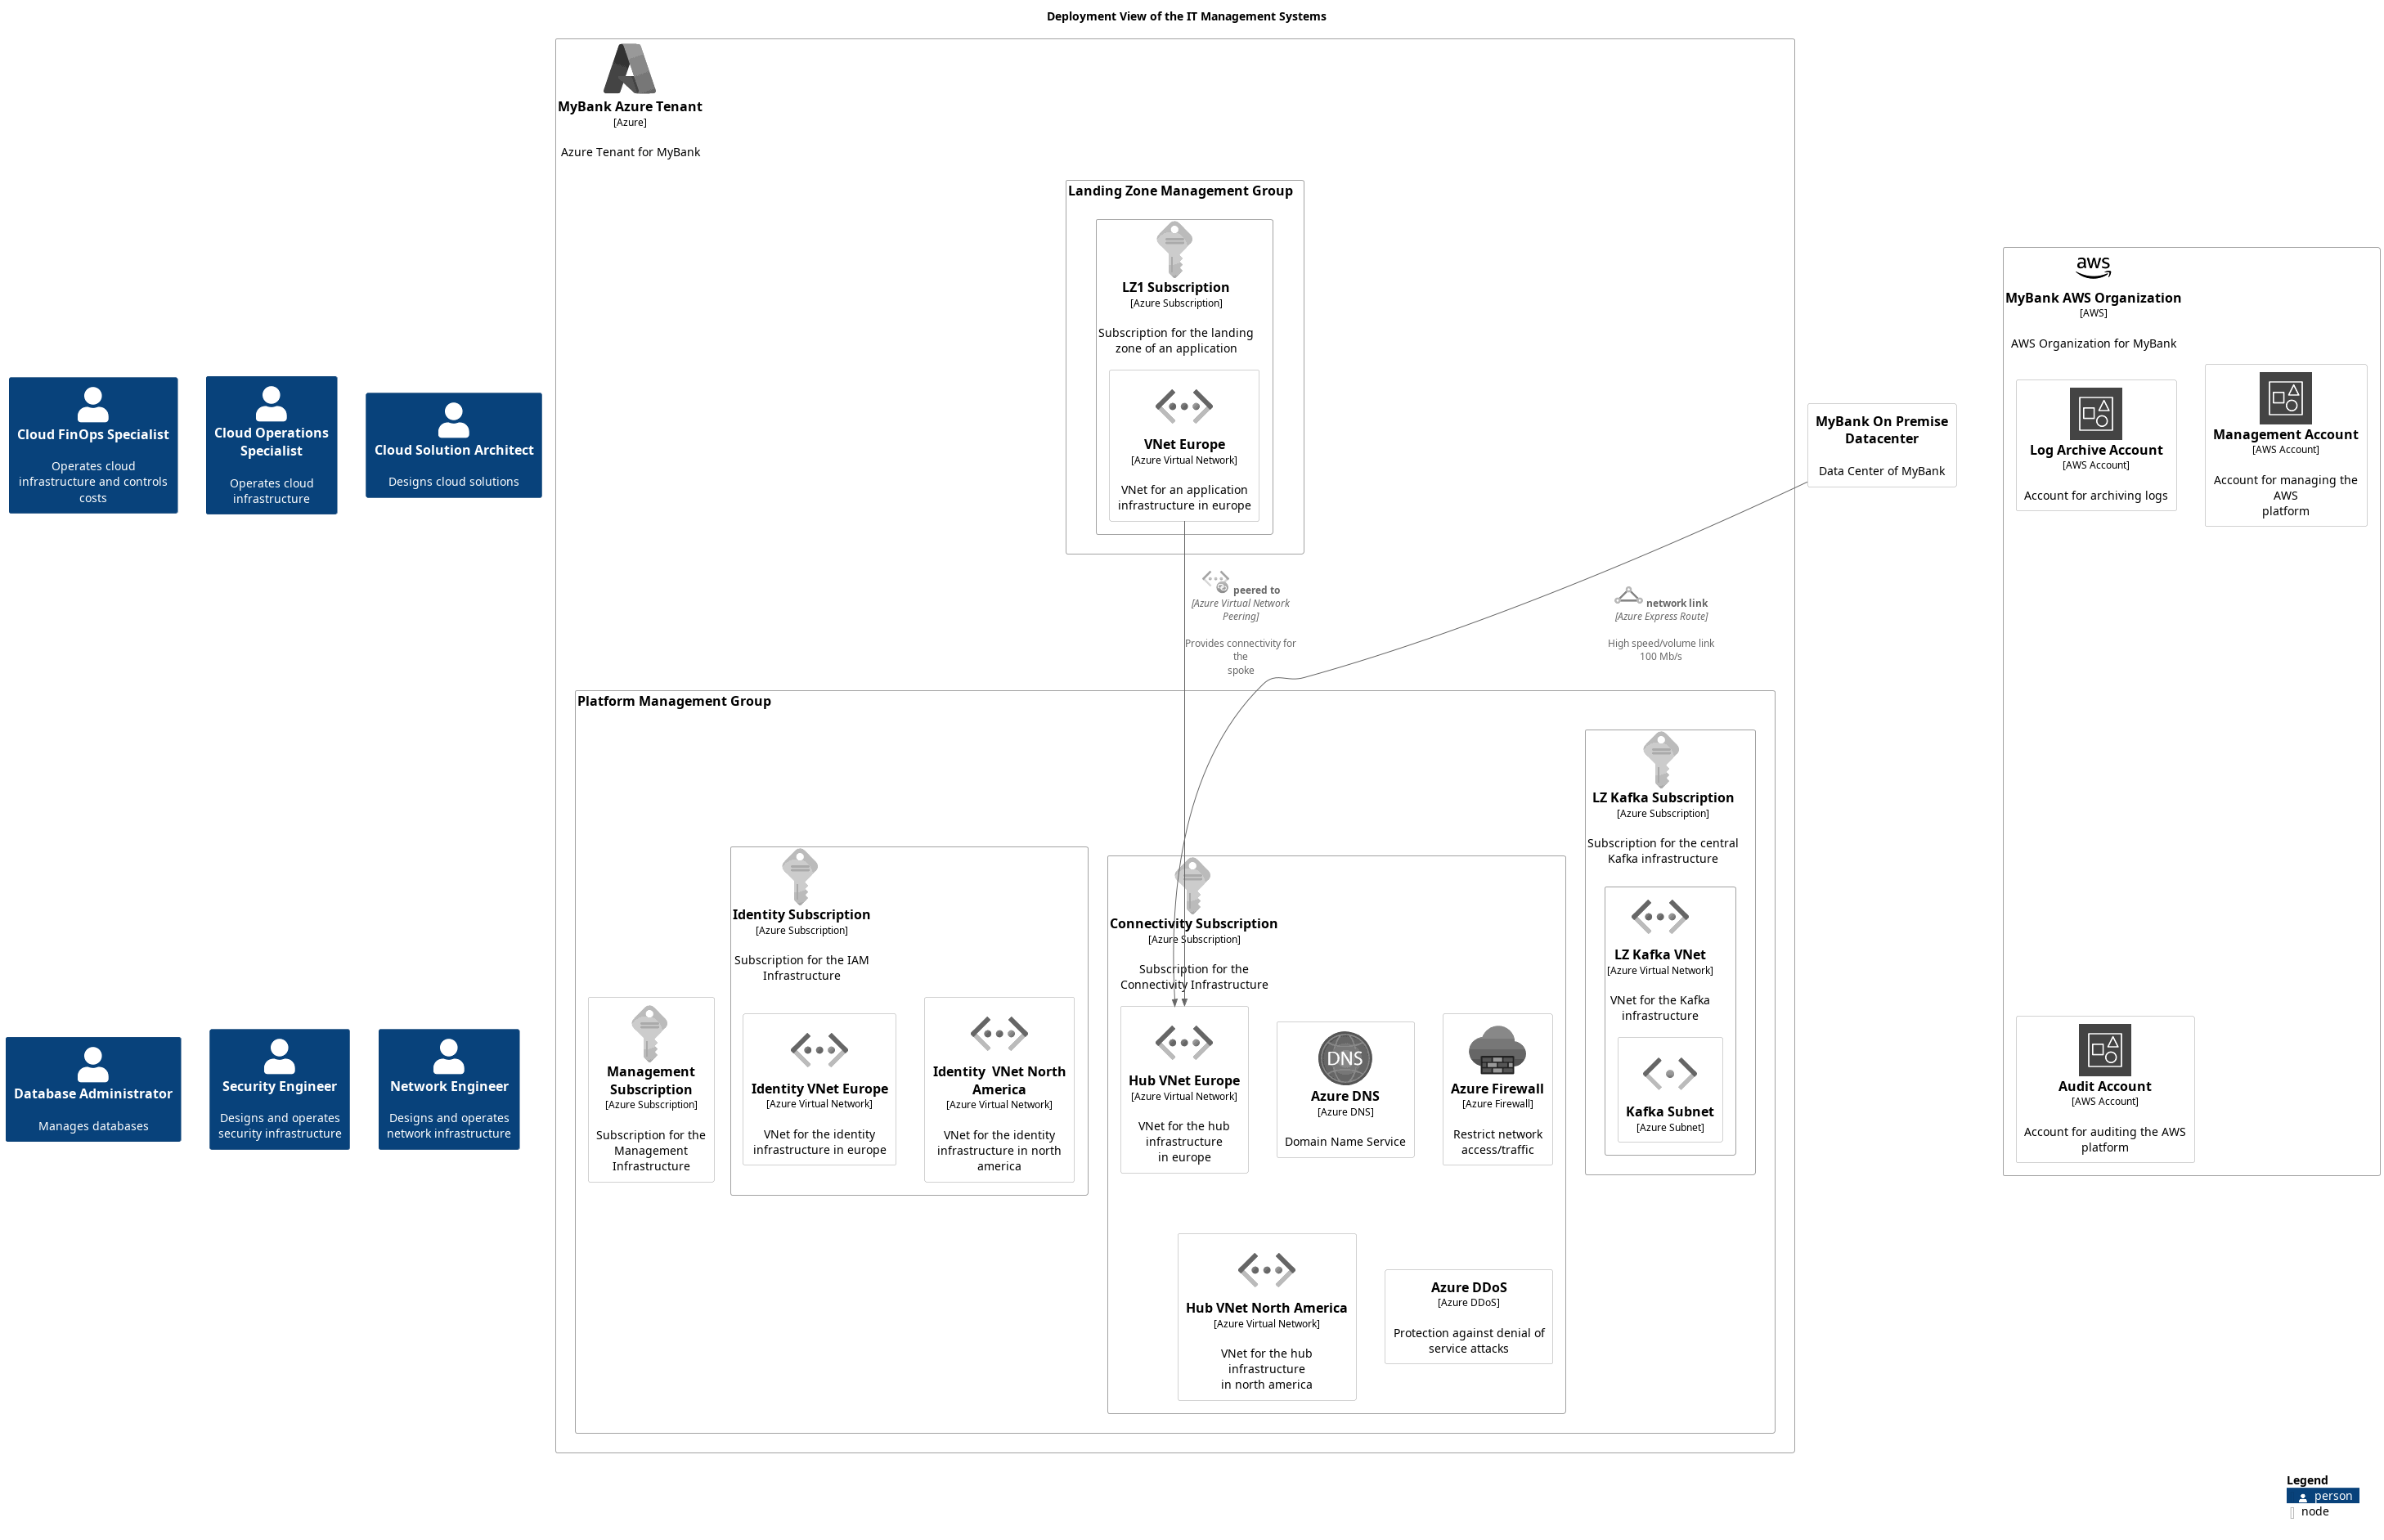 Deployment View of the IT Management Systems
MyBank Azure Tenant
[Azure]
Azure Tenant for MyBank
Landing Zone Management Group
LZ1 Subscription
[Azure Subscription]
Subscription for the landing
zone of an application
VNet Europe
[Azure Virtual Network]
VNet for an application
infrastructure in europe
aws
MyBank AWS Organization
[AWS]
AWS Organization for MyBank
Log Archive Account
[AWS Account]
Account for archiving logs
Management Account
[AWS Account]
Account for managing the
AWS
platform
Cloud FinOps Specialist
Operates cloud
infrastructure and controls
costs
Cloud Operations
Specialist
Operates cloud
infrastructure
Cloud Solution Architect
Designs cloud solutions
MyBank On Premise
Datacenter
Data Center of MyBank
peered to
[Azure Virtual Network
Peering]
Provides connectivity for
the
spoke
network link
[Azure Express Route]
High speed/volume link
100 Mb/s
Platform Management Group
LZ Kafka Subscription
[Azure Subscription]
Subscription for the central
Kafka infrastructure
LZ Kafka VNet
[Azure Virtual Network]
VNet for the Kafka
infrastructure
Kafka Subnet
[Azure Subnet]
Identity Subscription
[Azure Subscription]
Subscription for the IAM
Infrastructure
Connectivity Subscription
[Azure Subscription]
Subscription for the
Connectivity Infrastructure
Database Administrator
Manages databases
Security Engineer
Designs and operates
security infrastructure
Network Engineer
Designs and operates
network infrastructure
Management
Subscription
[Azure Subscription]
Subscription for the
Management
Infrastructure
Identity VNet Europe
[Azure Virtual Network]
VNet for the identity
infrastructure in europe
Identity  VNet North
America
[Azure Virtual Network]
VNet for the identity
infrastructure in north
america
Hub VNet Europe
[Azure Virtual Network]
VNet for the hub
infrastructure
in europe
DNS
Azure DNS
[Azure DNS]
Domain Name Service
Azure Firewall
[Azure Firewall]
Restrict network
access/traffic
Audit Account
[AWS Account]
Account for auditing the AWS
platform
Hub VNet North America
[Azure Virtual Network]
VNet for the hub
infrastructure
in north america
Azure DDoS
[Azure DDoS]
Protection against denial of
service attacks
Legend
person
node